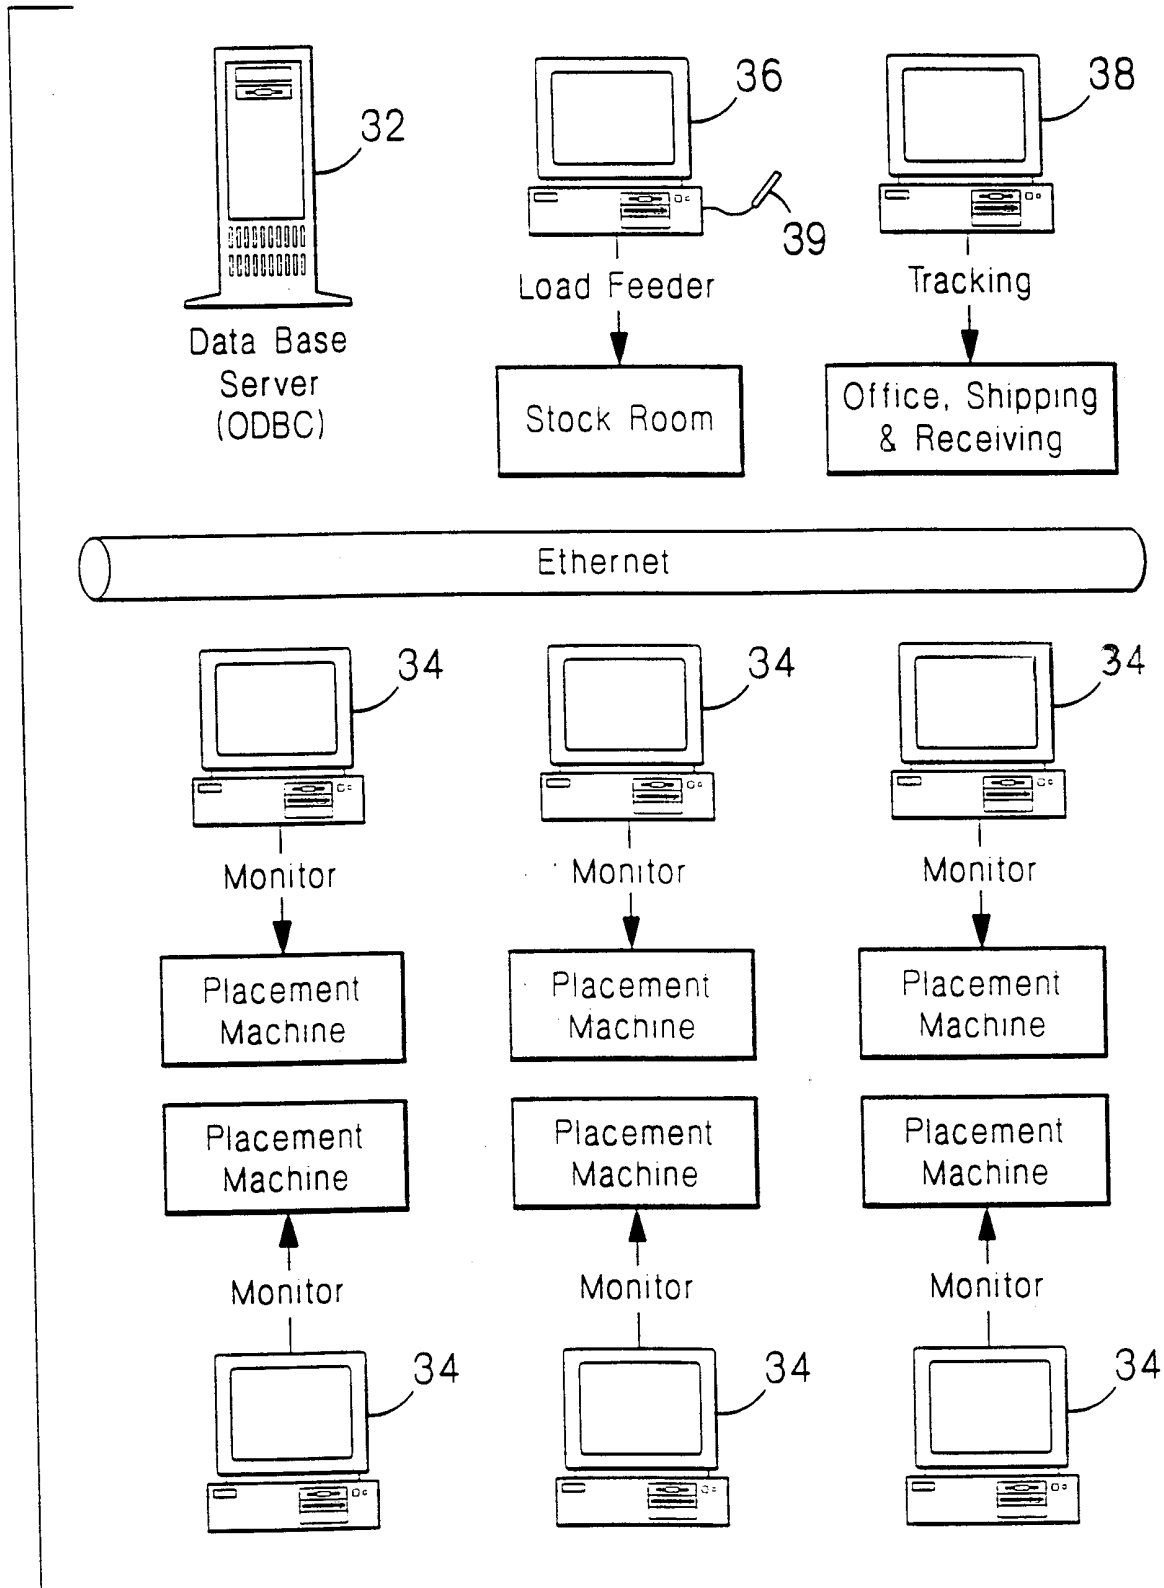 32
36
38
39
Data Base
Server
(ODBC)
Load Feeder
Tracking
Stock Room
Office, Shipping
& Receiving
Ethernet
34
34
34
Monitor
Monitor
Monitor
Placement
Machine
Placement
Machine
Placement
Machine
Placement
Machine
Placement
Machine
Placement
Machine
Monitor
Monitor
Monitor
34
34
34